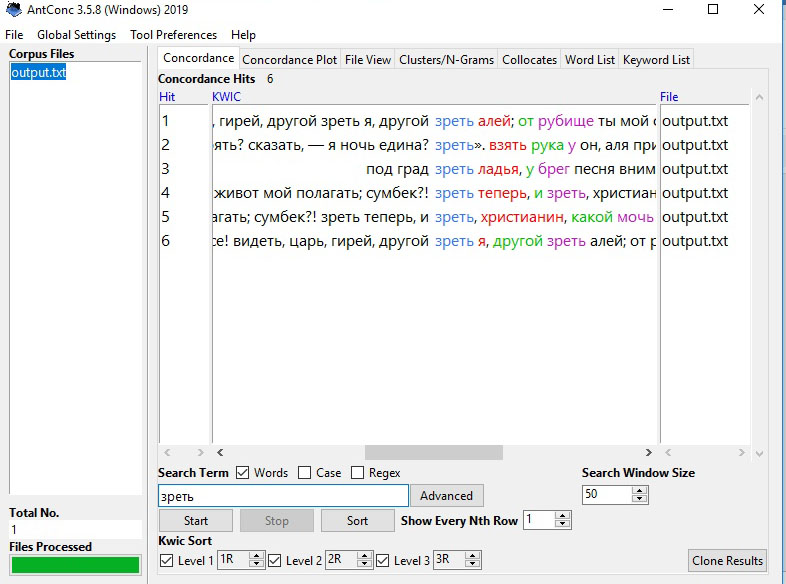 AntConc 3.5.8 (Windows) 2019
File Global Settings Tool Preferences Help
Corpus Files
output.txt
Concordance Concordance Plot File View Clusters/N-Grams Collocates Word List Keyword List
Concordance Hits 6
Hit KWIC File
1 , гирей, другой зреть я, другой зреть алей; от рубище ты мой output.txt
2 ять? сказать, — я ночь едина? зреть». взять рука у он, аля при output.txt
3 под град зреть ладья, у брег песня вним output.txt
4 живот мой полагать; сумбек?! зреть теперь, и зреть, христиан output.txt
5 агать; сумбек?! зреть теперь, и зреть, христианин, какой мочь output.txt
6 се! видеть, царь, гирей, другой зреть я, другой зреть алей; от р output.txt
Search Term Words Case Regex Search Window Size
зреть Advanced 50
Start Stop Sort Show Every Nth Row 1
Kwic Sort
Level 1 1R Level 2 2R Level 3 3R Clone Results
Total No.
1
Files Processed